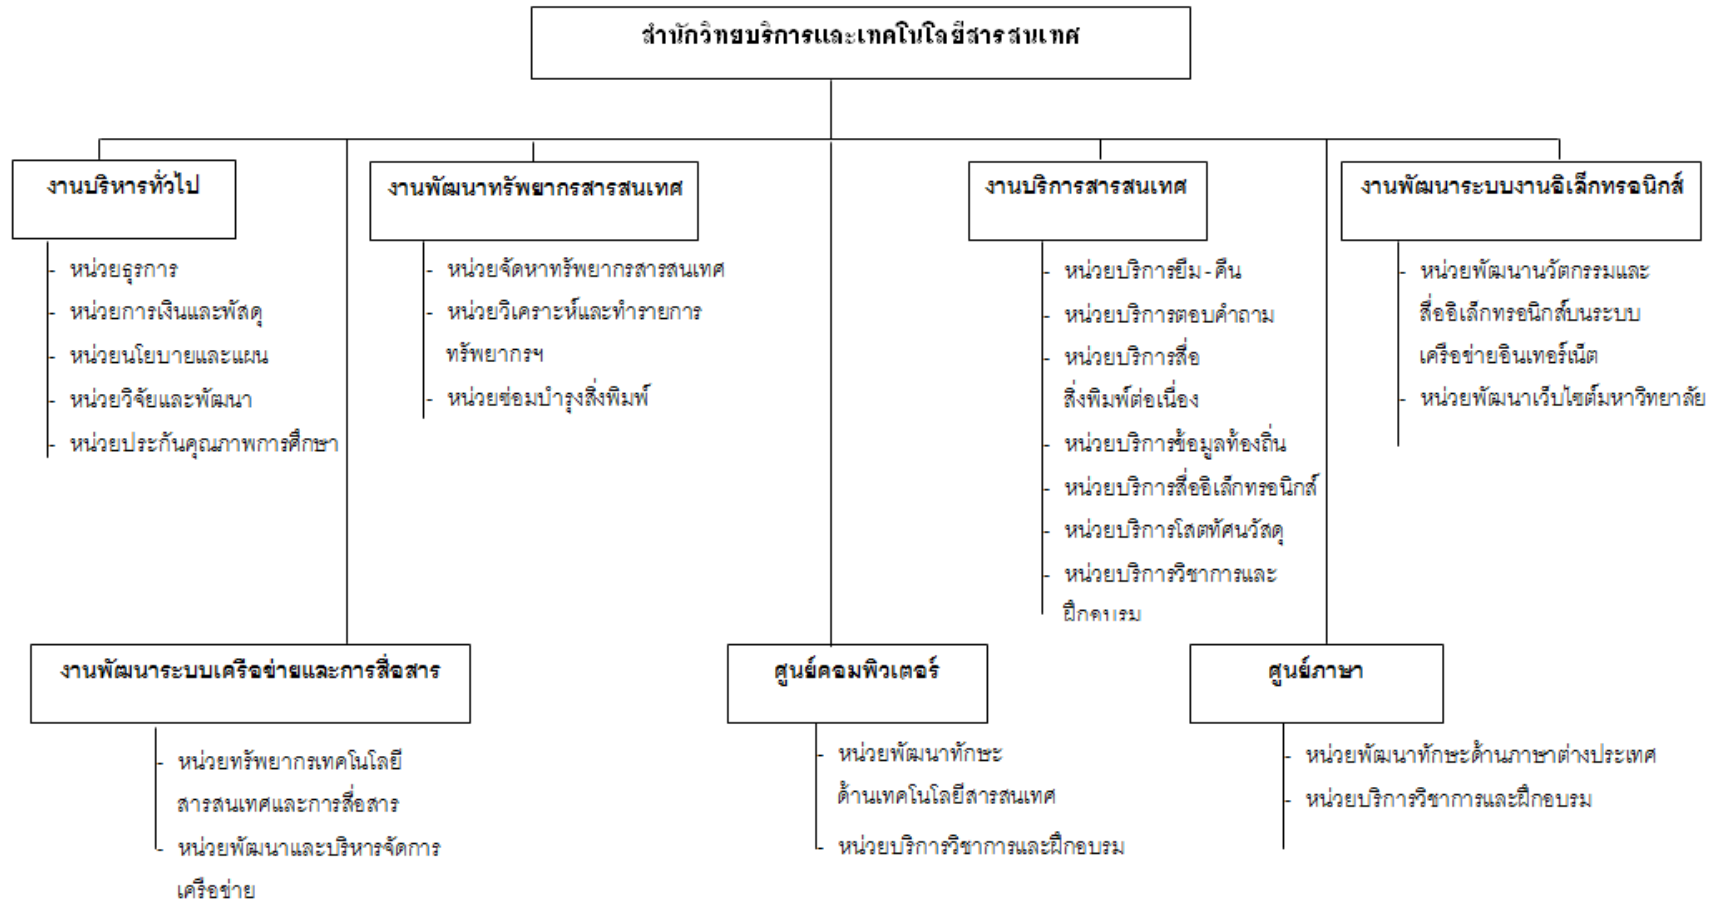 สำนักวิทยบริการและเทคโนโลยีสารสนเทศ
งานบริหารทั่วไป
- หน่วยธุรการ
- หน่วยการเงินและพัสดุ
- หน่วยนโยบายและแผน
- หน่วยวิจัยและพัฒนา
- หน่วยประกันคุณภาพการศึกษา
งานพัฒนาทรัพยากรสารสนเทศ
- หน่วยจัดหาทรัพยากรสารสนเทศ
- หน่วยวิเคราะห์และทำรายการ
ทรัพยากรฯ
- หน่วยซ่อมบำรุงสิ่งพิมพ์
งานบริการสารสนเทศ
- หน่วยบริการยืม - คืน
- หน่วยบริการตอบคำถาม
- หน่วยบริการสื่อ
สิ่งพิมพ์ต่อเนื่อง
- หน่วยบริการข้อมูลท้องถิ่น
- หน่วยบริการสื่ออิเล็กทรอนิกส์
- หน่วยบริการโสตทัศนวัสดุ
- หน่วยบริการวิชาการและ
ฝึกอบรม
งานพัฒนาระบบงานอิเล็กทรอนิกส์
- หน่วยพัฒนานวัตกรรมและ
สื่ออิเล็กทรอนิกส์บนระบบ
เครือข่ายอินเทอร์เน็ต
- หน่วยพัฒนาเว็บไซต์มหาวิทยาลัย
งานพัฒนาระบบเครือข่ายและการสื่อสาร
- หน่วยทรัพยากรเทคโนโลยี
สารสนเทศและการสื่อสาร
- หน่วยพัฒนาและบริหารจัดการ
เครือข่าย
ศูนย์คอมพิวเตอร์
- หน่วยพัฒนาทักษะ
ด้านเทคโนโลยีสารสนเทศ
- หน่วยบริการวิชาการและฝึกอบรม
ศูนย์ภาษา
- หน่วยพัฒนาทักษะด้านภาษาต่างประเทศ
- หน่วยบริการวิชาการและฝึกอบรม